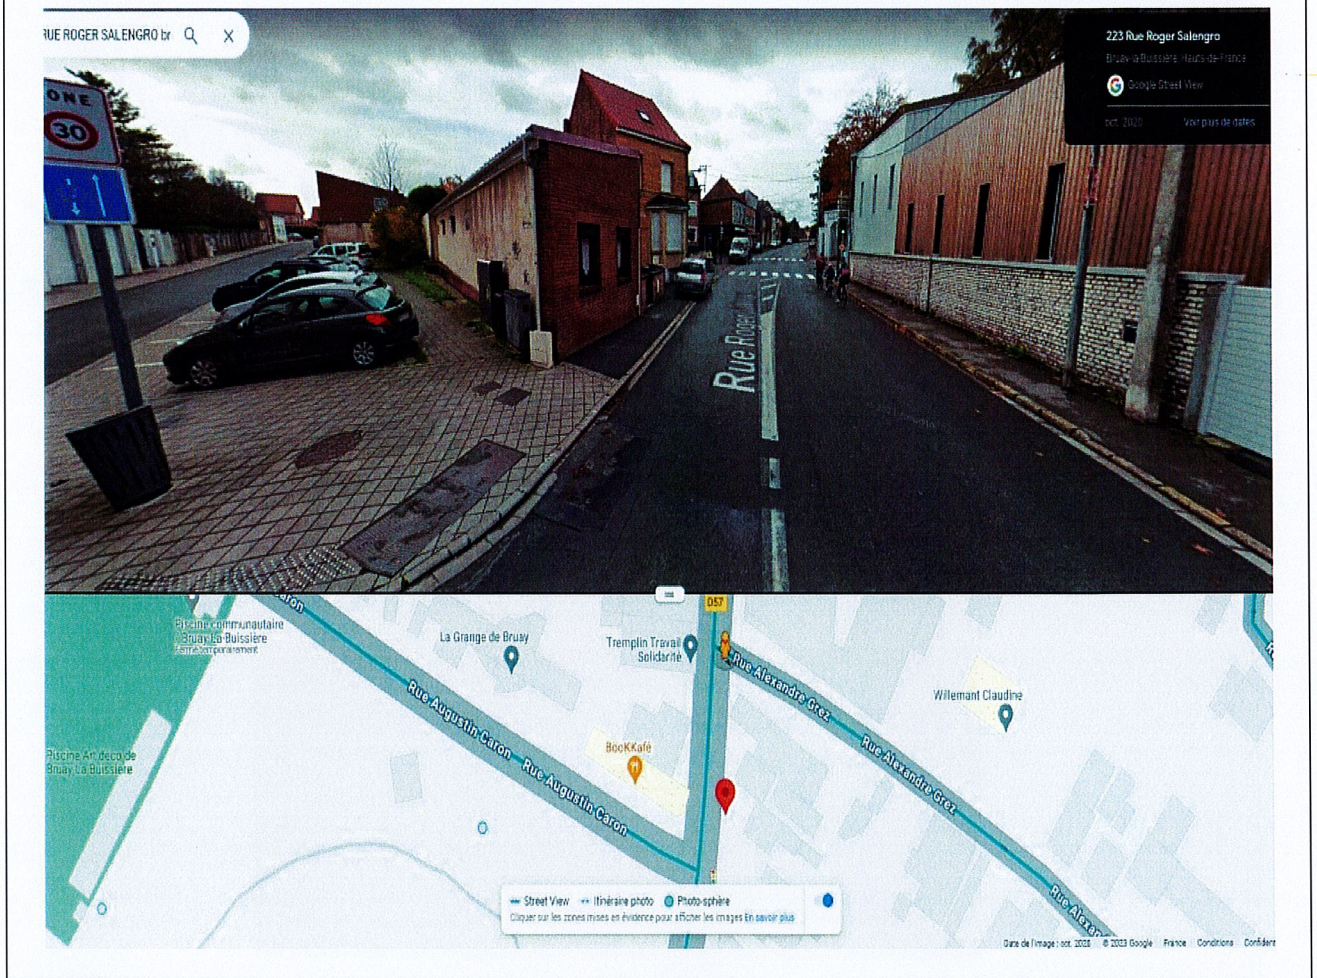 RUE ROGER SALENGRO br
223 Rue Roger Salengro
Bruay-la-Buissière, Hauts-de-France
Google Street View
oct. 2020
Voir plus de dates
ONE
30
Rue Roger
D57
Caron
Piscine communautaire
Bruay-La-Buissière
Fermé temporairement
La Grange de Bruay
Tremplin Travail
Solidarité
Rue Alexandre Grez
Willemant Claudine
Rue Augustin Caron
Rue Augustin Caron
BooKKafé
Rue Alexandre Grez
Piscine Art déco de
Bruay La Buissière
Rue Alexan
Street View
Itinéraire photo
Photo-sphère
Cliquer sur les zones mises en évidence pour afficher les images En savoir plus
Date de l'image : oct. 2020 © 2023 Google France Conditions Confiden